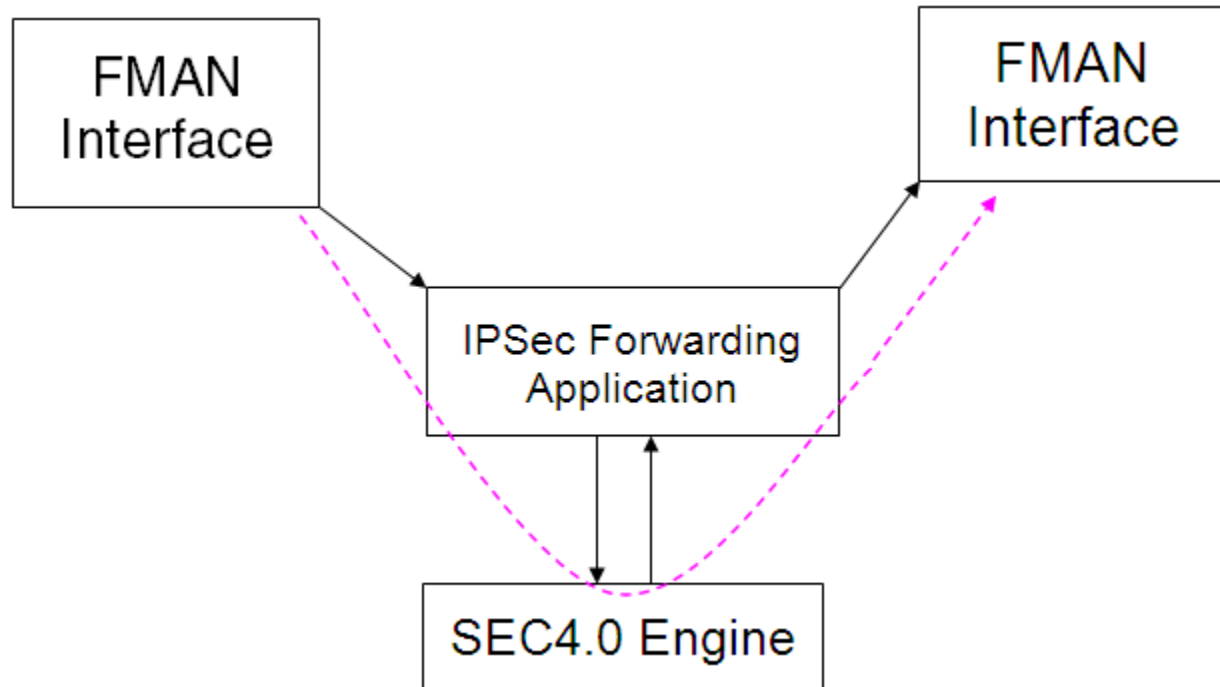 FMAN
Interface
FMAN
Interface
IPSec Forwarding
Application
SEC4.0 Engine